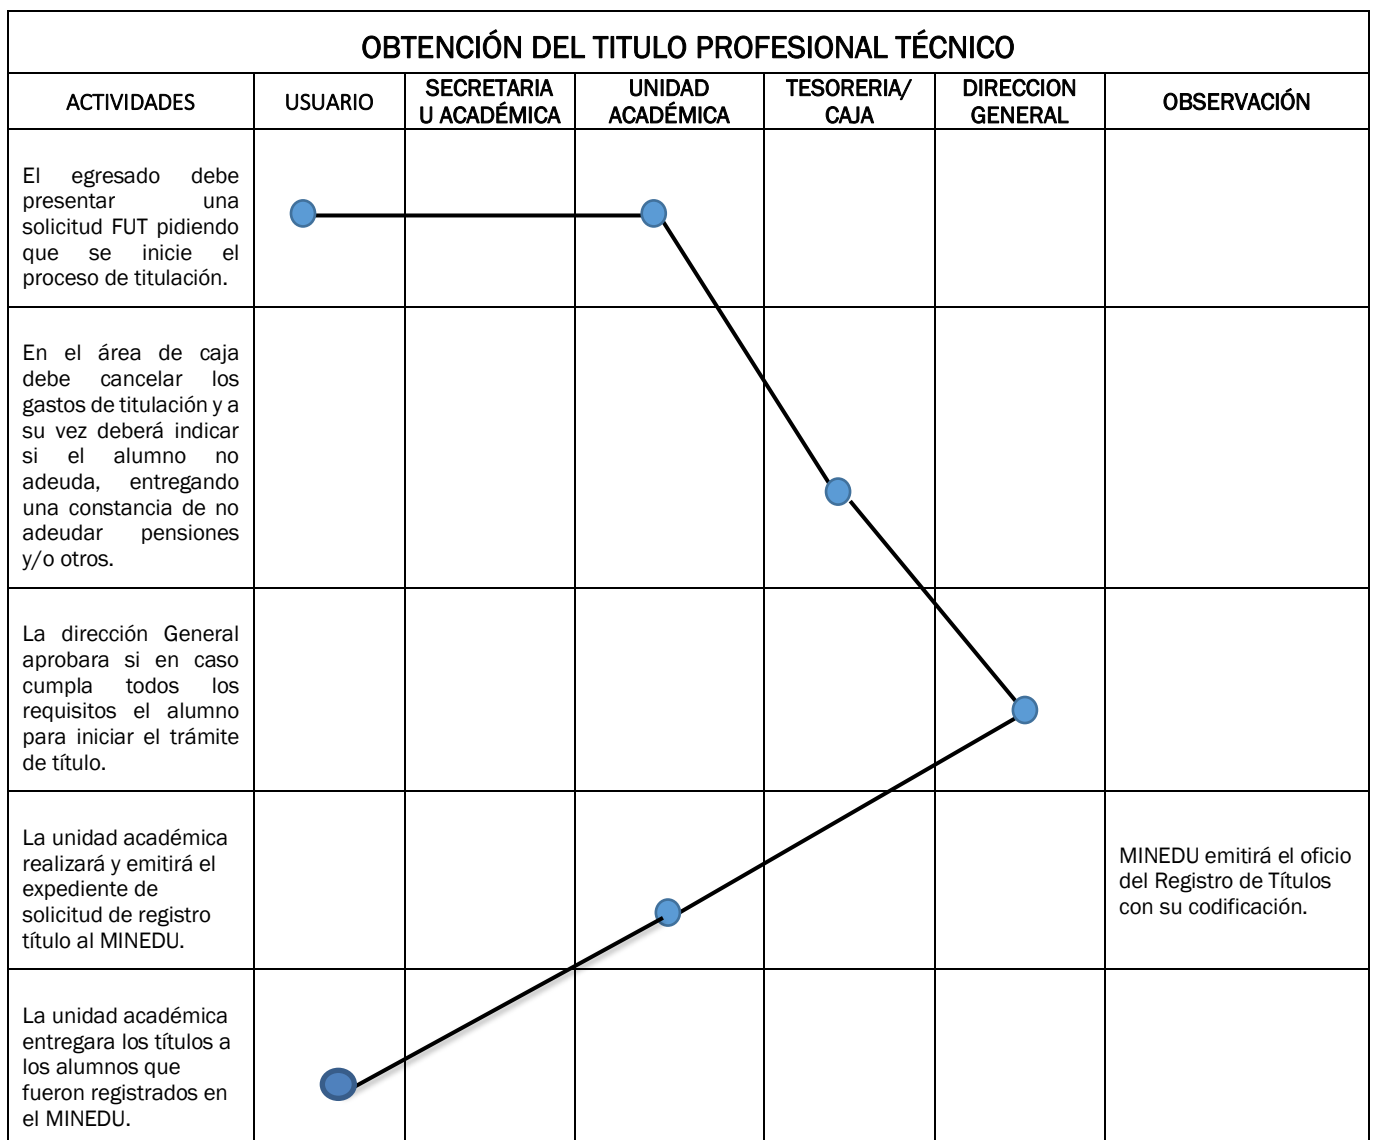 OBTENCIÓN DEL TITULO PROFESIONAL TÉCNICO
ACTIVIDADES
USUARIO
SECRETARIA
U ACADÉMICA
UNIDAD
ACADÉMICA
TESORERIA/
CAJA
DIRECCION
GENERAL
OBSERVACIÓN
El egresado debe
presentar una
solicitud FUT pidiendo
que se inicie el
proceso de titulación.
En el área de caja
debe cancelar los
gastos de titulación y a
su vez deberá indicar
si el alumno no
adeuda, entregando
una constancia de no
adeudar pensiones
y/o otros.
La dirección General
aprobara si en caso
cumpla todos los
requisitos el alumno
para iniciar el trámite
de título.
La unidad académica
realizará y emitirá el
expediente de
solicitud de registro
título al MINEDU.
MINEDU emitirá el oficio
del Registro de Títulos
con su codificación.
La unidad académica
entregara los títulos a
los alumnos que
fueron registrados en
el MINEDU.